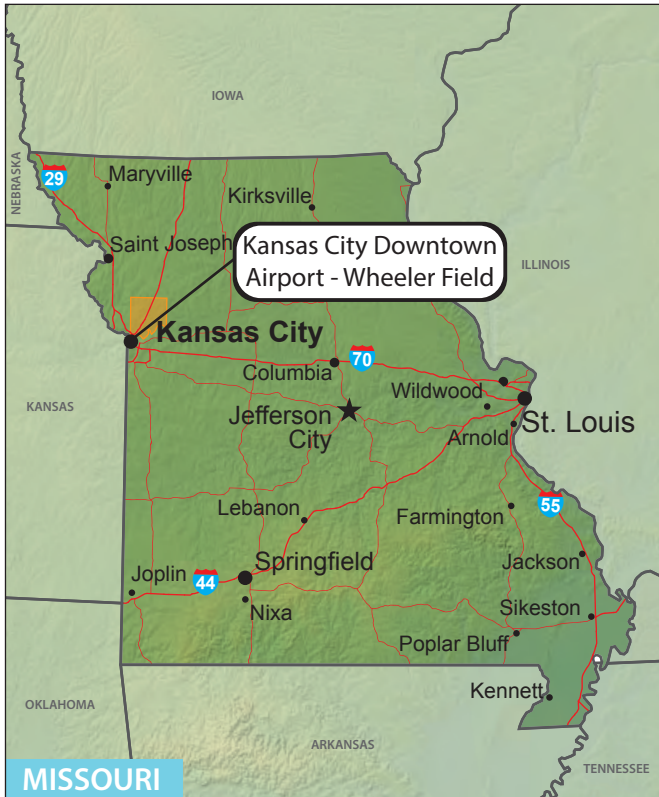 IOWA
NEBRASKA
29
Maryville
Kirksville
Saint Joseph
Kansas City Downtown
Airport - Wheeler Field
ILLINOIS
Kansas City
70
Columbia
Wildwood
KANSAS
Jefferson
City
St. Louis
Arnold
Lebanon
Farmington
55
Joplin
44
Springfield
Jackson
Nixa
Sikeston
Poplar Bluff
Kennett
OKLAHOMA
ARKANSAS
TENNESSEE
MISSOURI